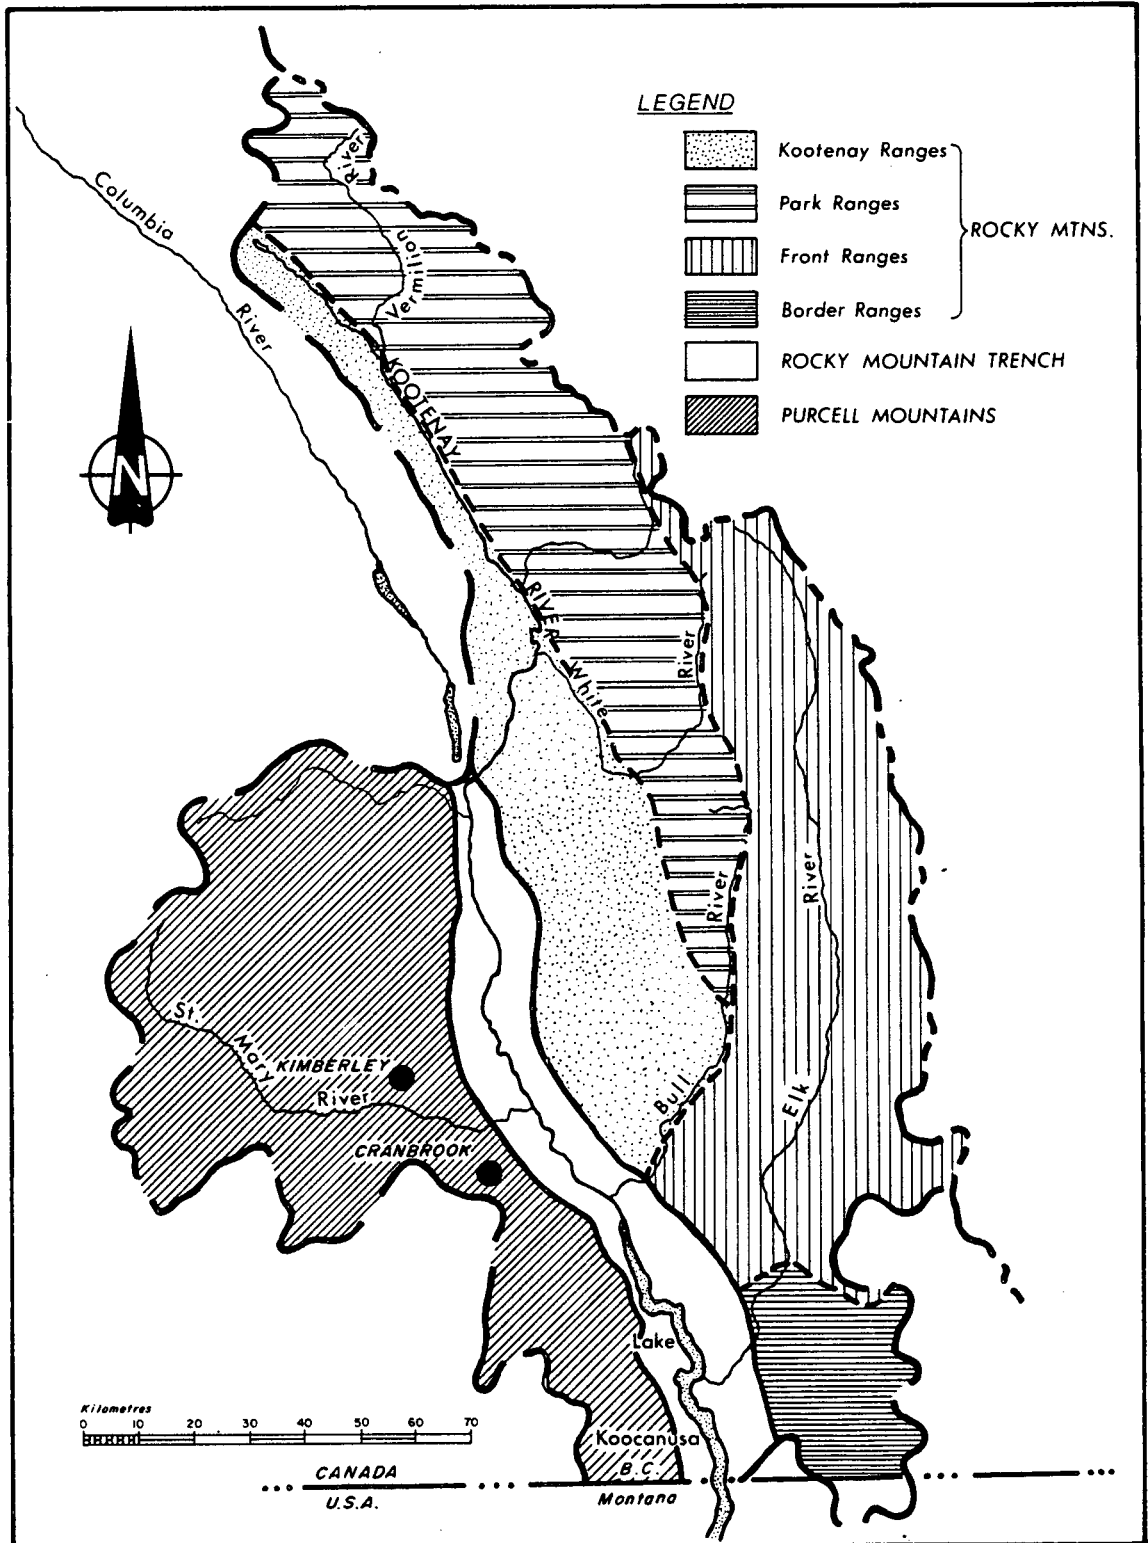 LEGEND
Kootenay Ranges
Park Ranges
Front Ranges
Border Ranges
ROCKY MTNS.
ROCKY MOUNTAIN TRENCH
PURCELL MOUNTAINS
Columbia
River
Vermilion
River
N
KOOTENAY
RIVER
White
River
River
River
Bull
Elk
St.
Mary
River
KIMBERLEY
CRANBROOK
Lake
Koocanusa
Kilometres
0 10 20 30 40 50 60 70
CANADA
U.S.A.
B.C.
Montana